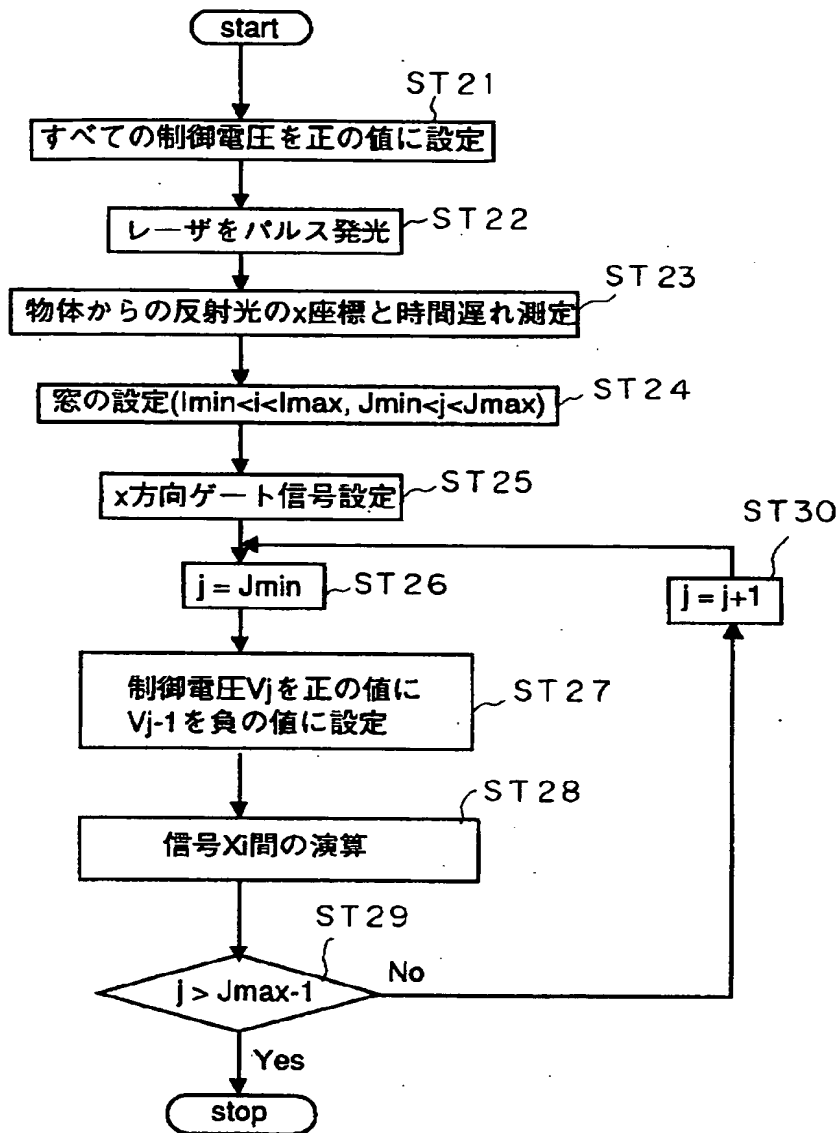 start
ST21
すべての制御電圧を正の値に設定
レーザをパルス発光
ST22
ST23
物体からの反射光のx座標と時間遅れ測定
窓の設定(Imin<i<Imax, Jmin<j<Jmax)
ST24
x方向ゲート信号設定
ST25
j = Jmin
ST26
ST30
j = j+1
制御電圧Vjを正の値に
Vj-1を負の値に設定
ST27
ST28
信号Xi間の演算
ST29
j > Jmax-1
No
Yes
stop